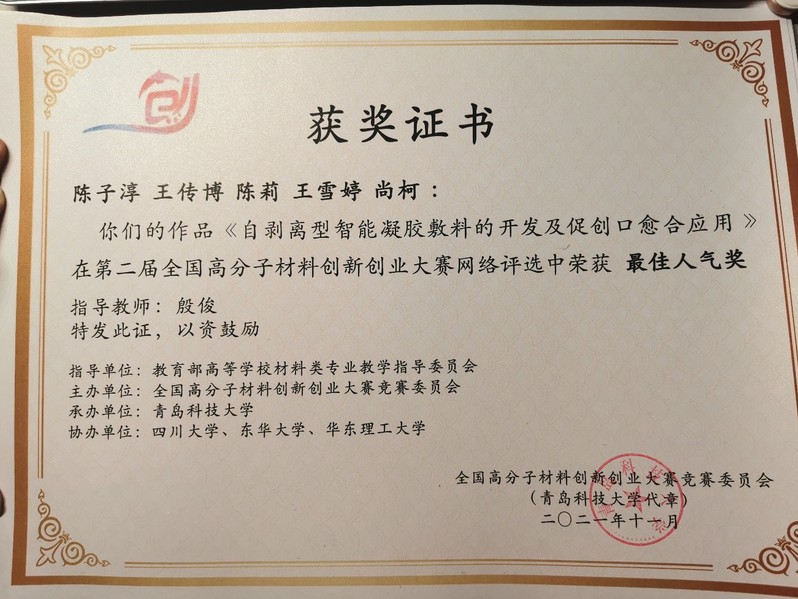 获奖证书
陈子淳 王传博 陈莉 王雪婷 尚柯：
你们的作品《自剥离型智能凝胶敷料的开发及促创口愈合应用》
在第二届全国高分子材料创新创业大赛网络评选中荣获 最佳人气奖
指导教师：殷俊
特发此证，以资鼓励
指导单位：教育部高等学校材料类专业教学指导委员会
主办单位：全国高分子材料创新创业大赛竞赛委员会
承办单位：青岛科技大学
协办单位：四川大学、东华大学、华东理工大学
全国高分子材料创新创业大赛竞赛委员会
（青岛科技大学代章）
二〇二一年十一月